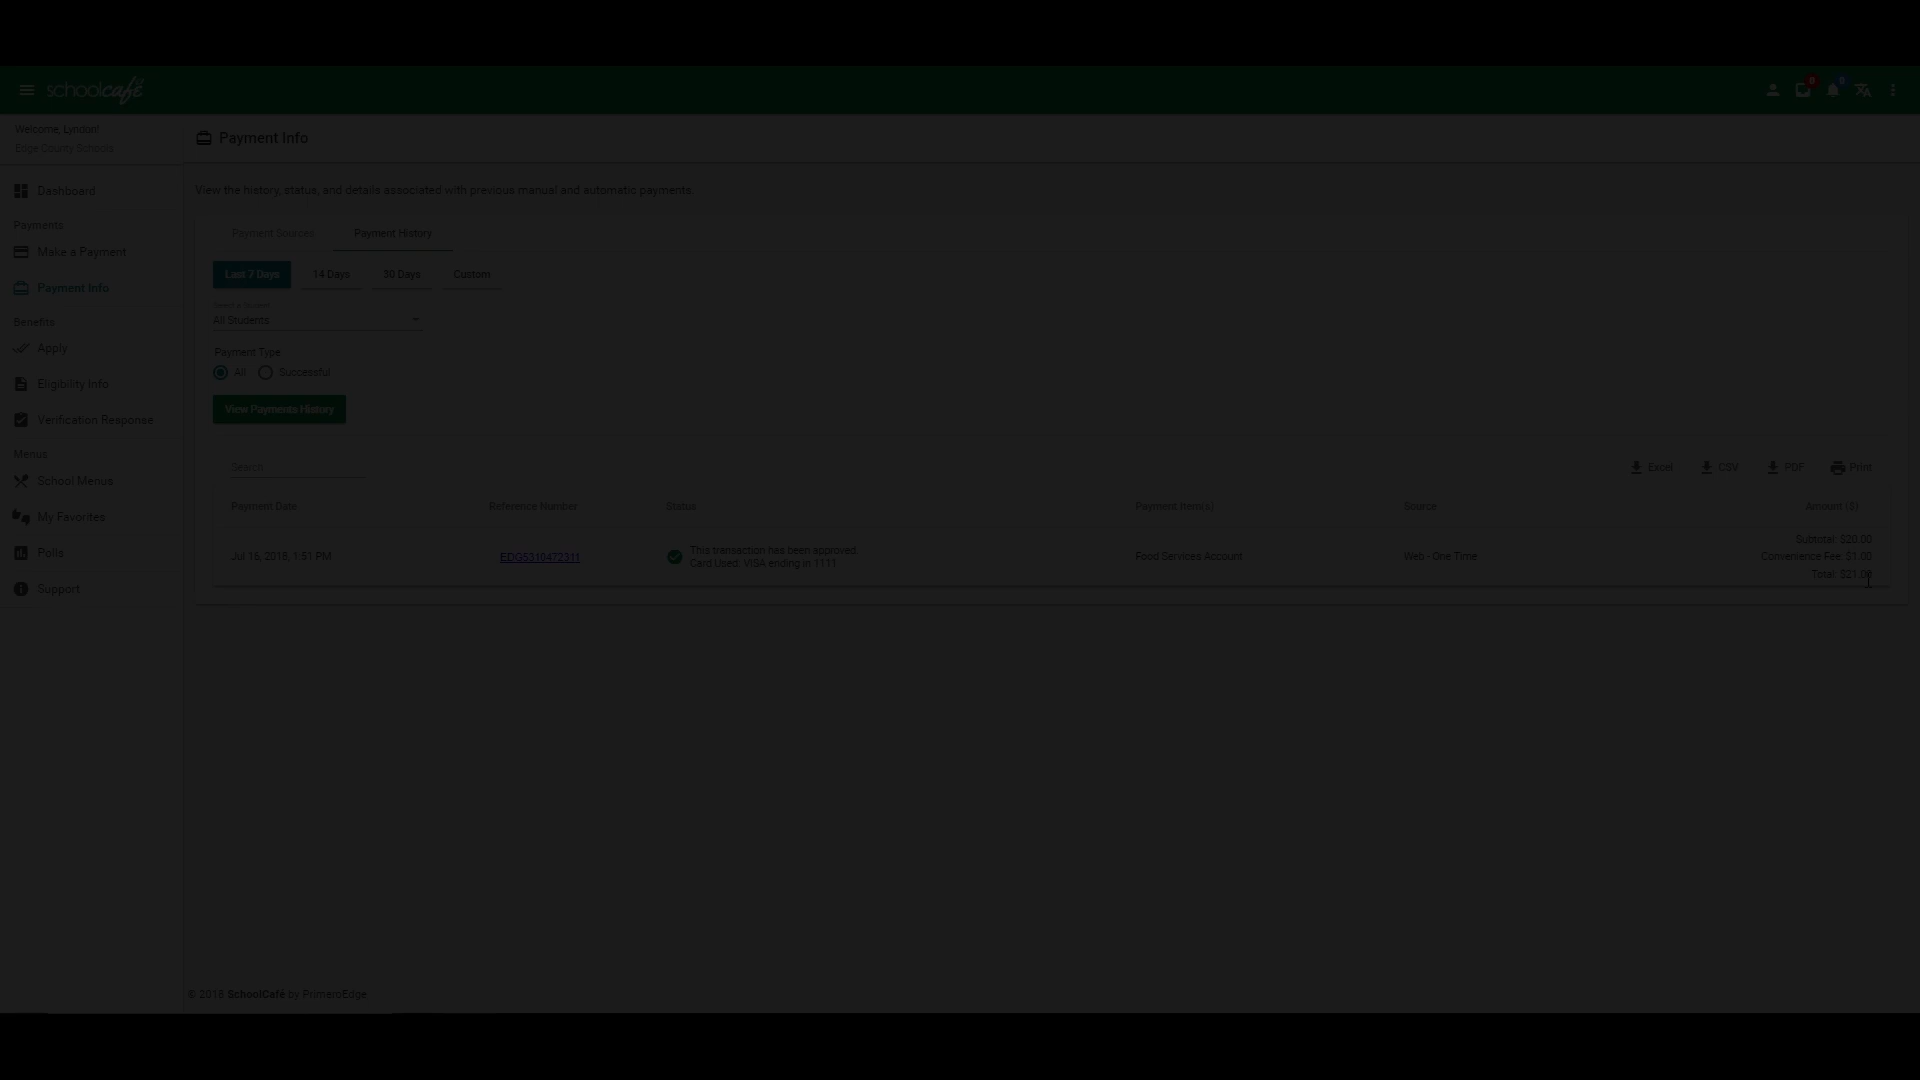 schoolcafé
0
0
Welcome, Lyndon!
Edge County Schools
Dashboard
Payments
Make a Payment
Payment Info
Benefits
Apply
Eligibility Info
Verification Response
Menus
School Menus
My Favorites
Polls
Support
Payment Info
View the history, status, and details associated with previous manual and automatic payments.
Payment Sources
Payment History
Last 7 Days
14 Days
30 Days
Custom
Select a Student
All Students
Payment Type
All
Successful
View Payments History
Search
Excel
CSV
PDF
Print
Payment Date
Reference Number
Status
Payment Item(s)
Source
Amount ($)
Jul 16, 2018, 1:51 PM
EDG5310472311
This transaction has been approved.
Card Used: VISA ending in 1111
Food Services Account
Web - One Time
Subtotal: $20.00
Convenience Fee: $1.00
Total: $21.00
© 2018 SchoolCafé by PrimeroEdge